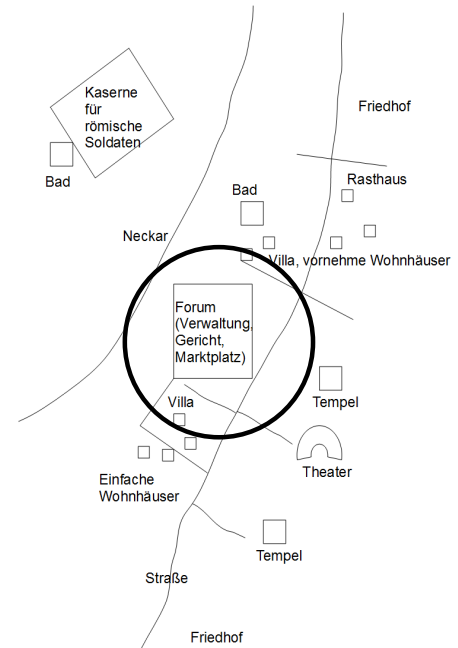 Kaserne
für
römische
Soldaten
Friedhof
Bad
Rasthaus
Bad
Neckar
Villa, vornehme Wohnhäuser
Forum
(Verwaltung,
Gericht,
Marktplatz)
Villa
Tempel
Theater
Einfache
Wohnhäuser
Tempel
Straße
Friedhof